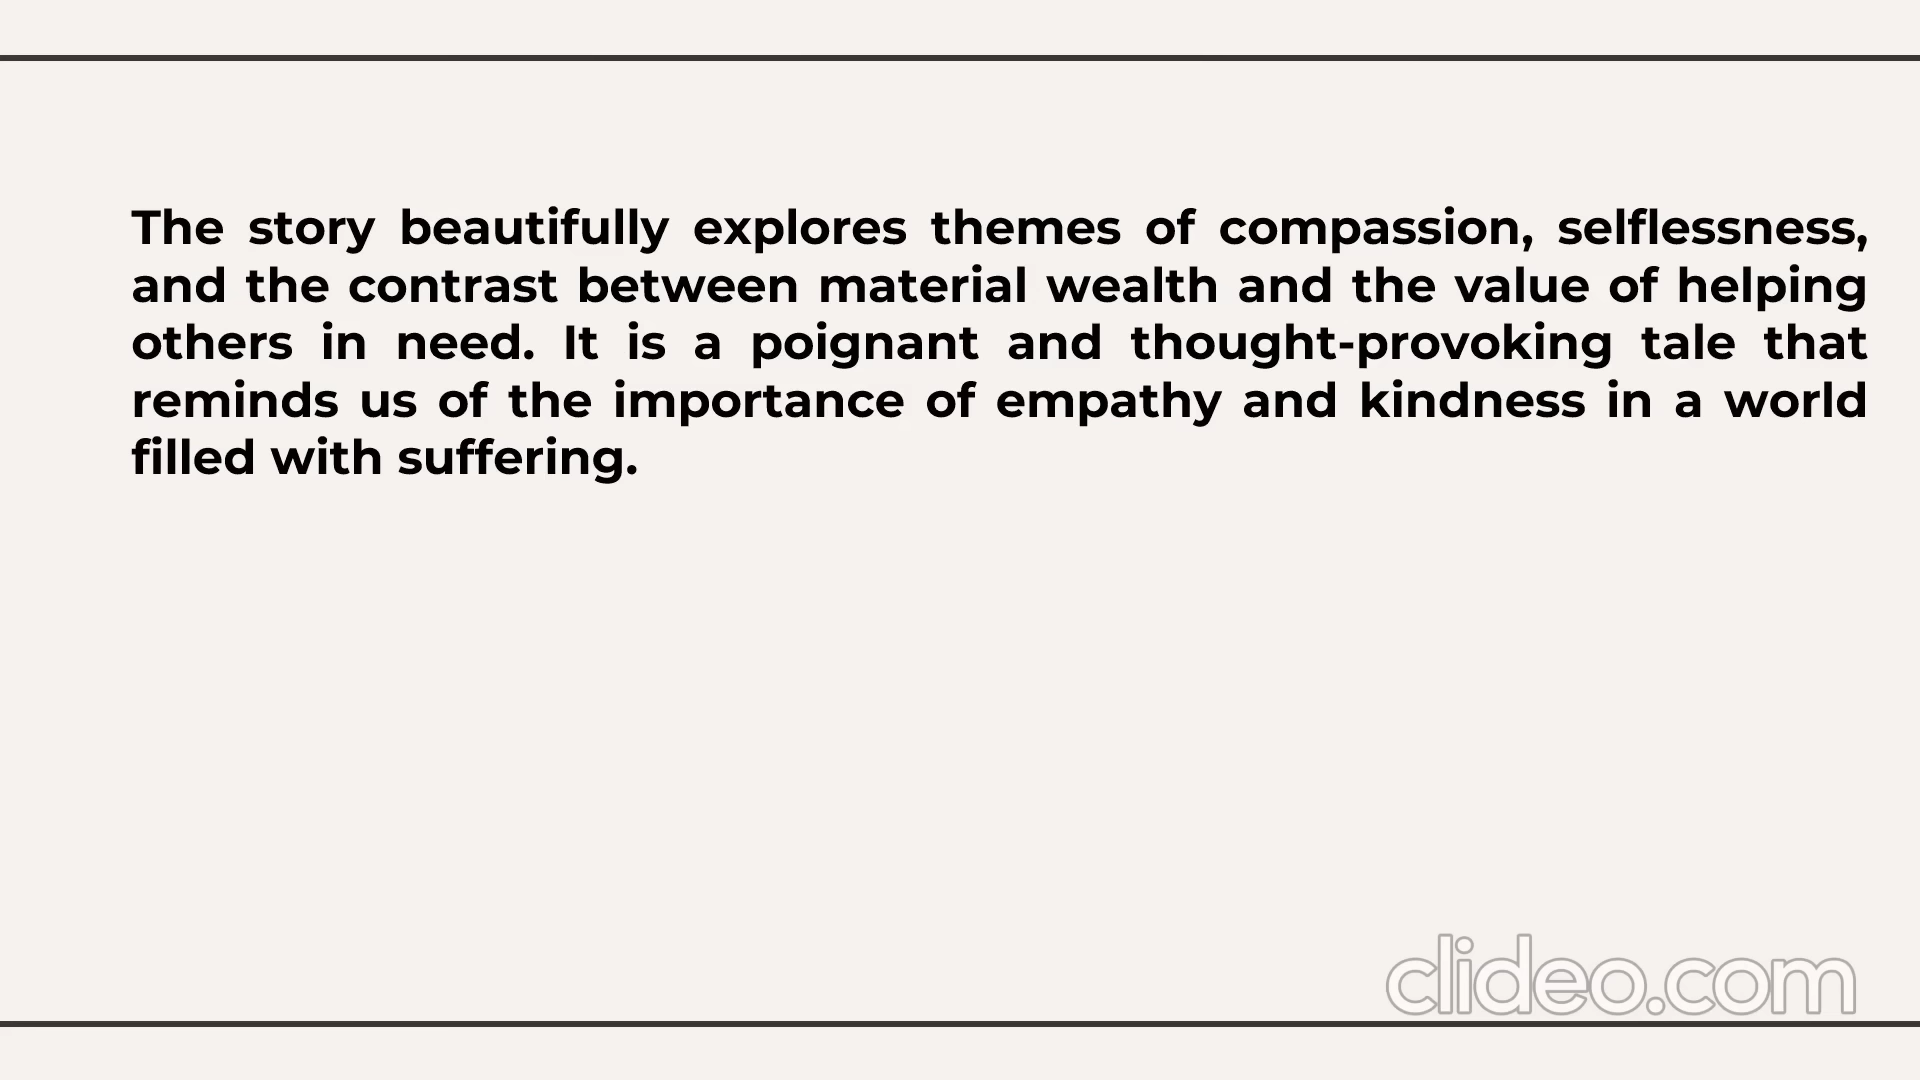 The story beautifully explores themes of compassion, selflessness,
and the contrast between material wealth and the value of helping
others in need. It is a poignant and thought-provoking tale that
reminds us of the importance of empathy and kindness in a world
filled with suffering.
clideo.com